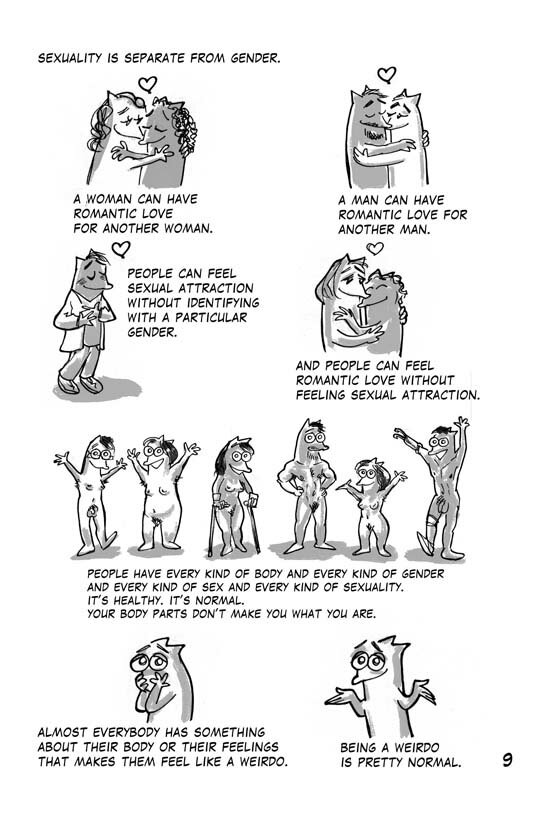 SEXUALITY IS SEPARATE FROM GENDER.
A WOMAN CAN HAVE
ROMANTIC LOVE
FOR ANOTHER WOMAN.
A MAN CAN HAVE
ROMANTIC LOVE FOR
ANOTHER MAN.
PEOPLE CAN FEEL
SEXUAL ATTRACTION
WITHOUT IDENTIFYING
WITH A PARTICULAR
GENDER.
AND PEOPLE CAN FEEL
ROMANTIC LOVE WITHOUT
FEELING SEXUAL ATTRACTION.
PEOPLE HAVE EVERY KIND OF BODY AND EVERY KIND OF GENDER
AND EVERY KIND OF SEX AND EVERY KIND OF SEXUALITY.
IT'S HEALTHY. IT'S NORMAL.
YOUR BODY PARTS DON'T MAKE YOU WHAT YOU ARE.
ALMOST EVERYBODY HAS SOMETHING
ABOUT THEIR BODY OR THEIR FEELINGS
THAT MAKES THEM FEEL LIKE A WEIRDO.
BEING A WEIRDO
IS PRETTY NORMAL.
9